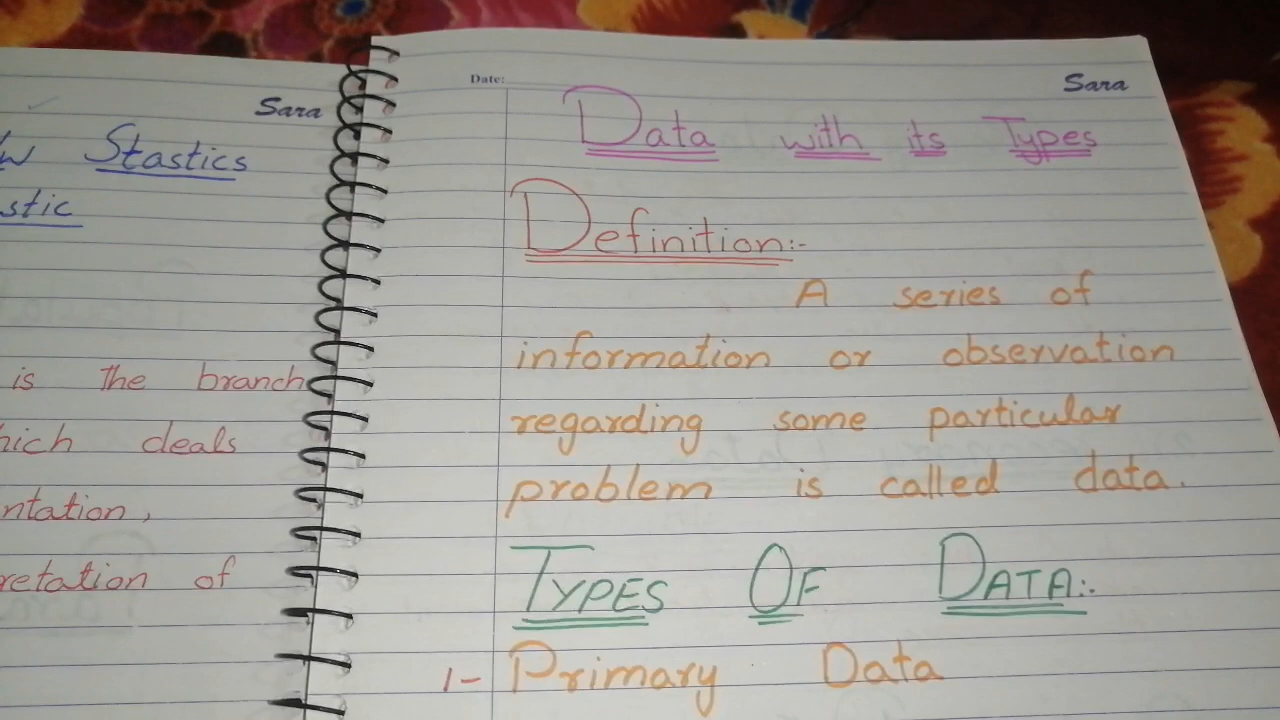 Sara
Stastics
stic
is the branch
hich deals
ntation,
retation of
Date:
Sara
Data with its Types
Definition:-
A series of
information or observation
regarding some particular
problem is called data.
TYPES OF DATA:-
1- Primary Data